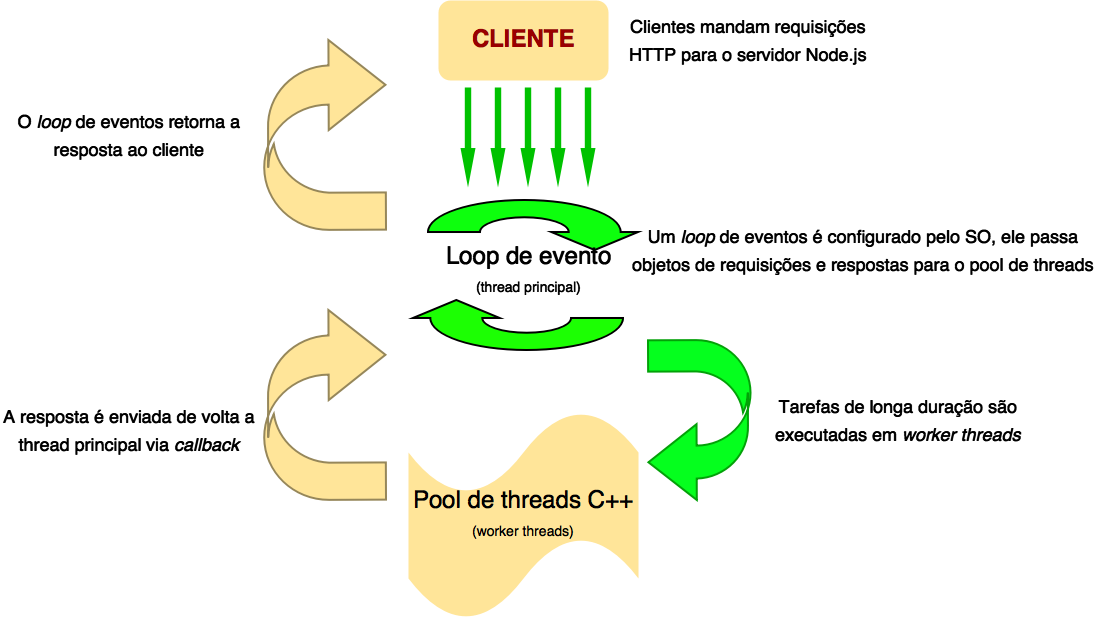 CLIENTE
Clientes mandam requisições
HTTP para o servidor Node.js
O loop de eventos retorna a
resposta ao cliente
Loop de evento
(thread principal)
Um loop de eventos é configurado pelo SO, ele passa
objetos de requisições e respostas para o pool de threads
A resposta é enviada de volta a
thread principal via callback
Tarefas de longa duração são
executadas em worker threads
Pool de threads C++
(worker threads)